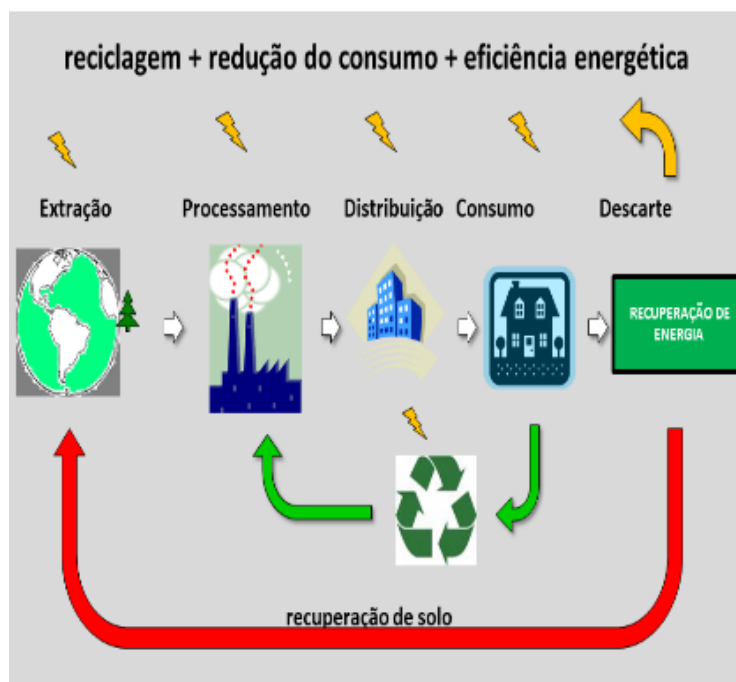 reciclagem + redução do consumo + eficiência energética
Extração
Processamento
Distribuição
Consumo
Descarte
RECUPERAÇÃO DE
ENERGIA
recuperação de solo